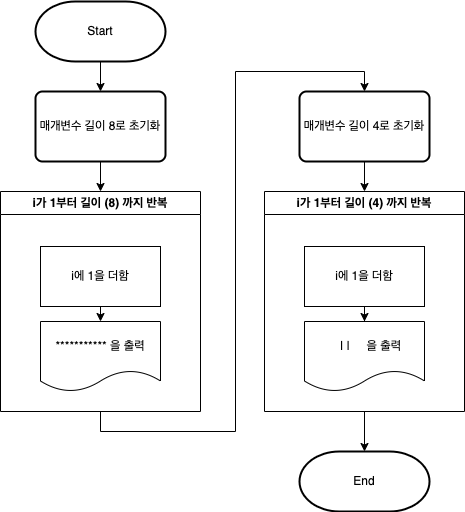 Start
매개변수 길이 8로 초기화
i가 1부터 길이 (8) 까지 반복
i에 1을 더함
*********** 을 출력
매개변수 길이 4로 초기화
i가 1부터 길이 (4) 까지 반복
i에 1을 더함
| | 을 출력
End